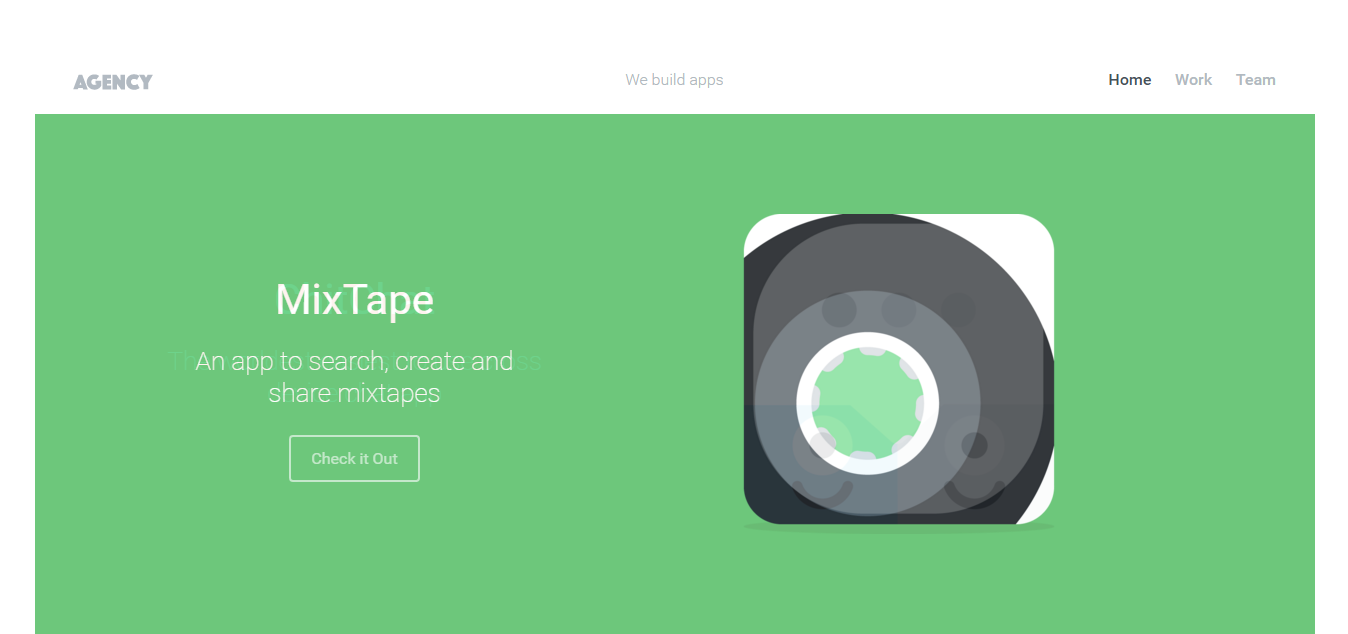 AGENCY
We build apps
Home Work Team
MixTape
An app to search, create and
share mixtapes
Check it Out